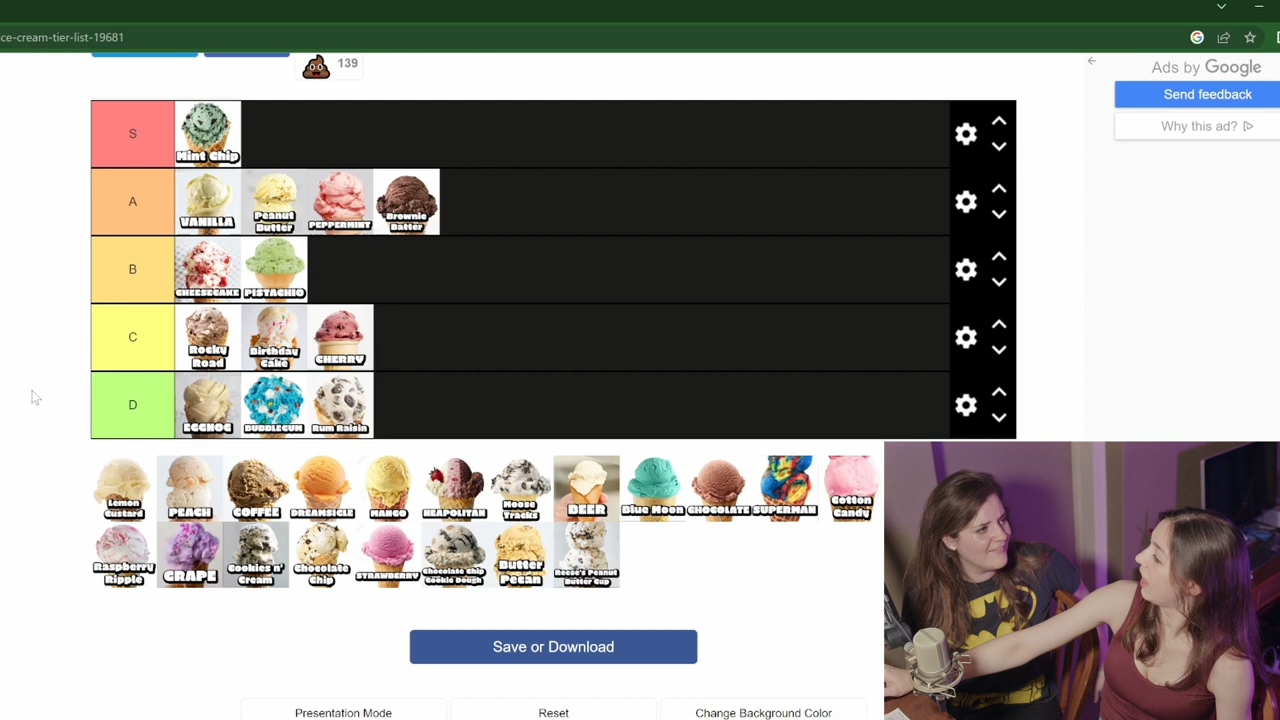 ce-cream-tier-list-19681
139
Ads by Google
Send feedback
Why this ad?
S
Mint Chip
A
VANILLA
Peanut
Butter
PEPPERMINT
Brownie
Batter
B
CHEESECAKE
PISTACHIO
C
Rocky
Road
Birthday
Cake
CHERRY
D
EGGNOG
BUBBLEGUM
Rum Raisin
Lemon
Custard
PEACH
COFFEE
DREAMSICLE
MANGO
NEAPOLITAN
Moose
Tracks
BEER
Blue Moon
CHOCOLATE
SUPERMAN
Cotton
Candy
Raspberry
Ripple
GRAPE
Cookies n'
Cream
Chocolate
Chip
STRAWBERRY
Chocolate Chip
Cookie Dough
Butter
Pecan
Reese's Peanut
Butter Cup
Save or Download
Presentation Mode
Reset
Change Background Color